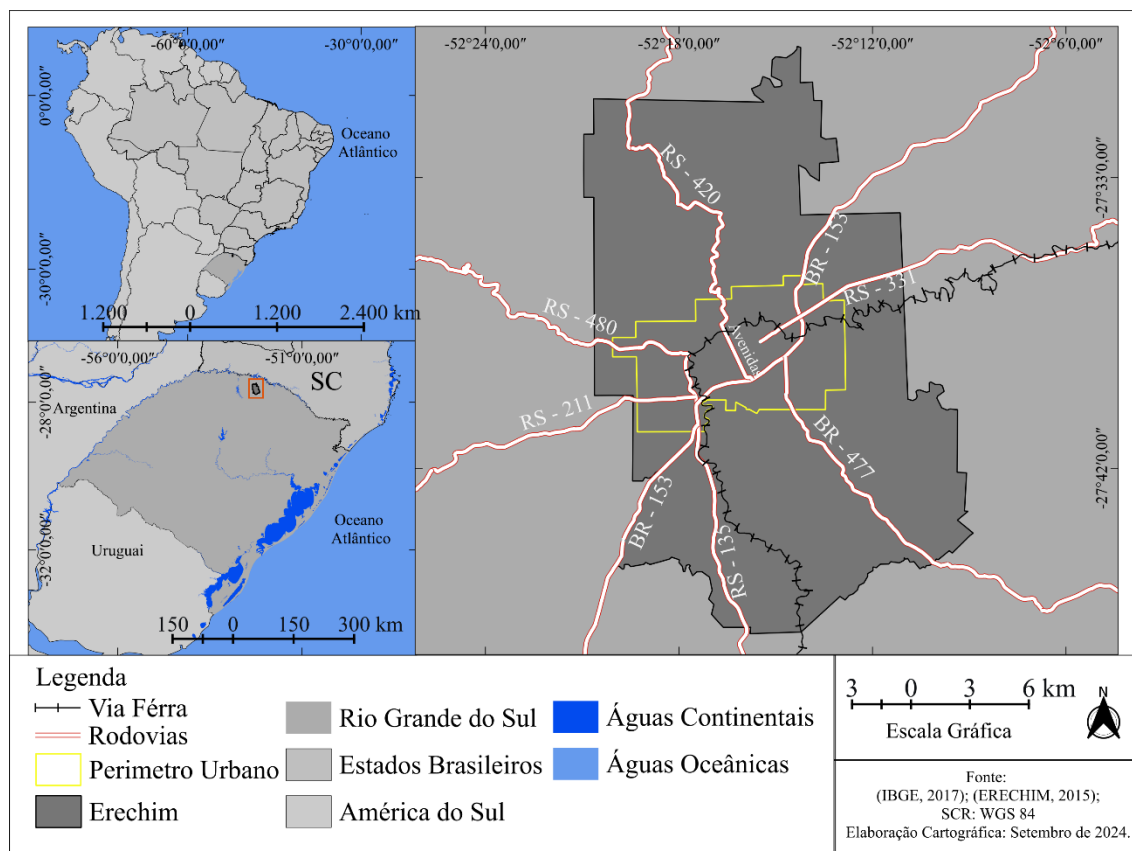 -60°0'0,00"
-30°0'0,00"
0°0'0,00"
-30°0'0,00"
Oceano
Atlântico
1.200
0
1.200
2.400 km
-56°0'0,00"
-51°0'0,00"
-28°0'0,00"
-32°0'0,00"
SC
Argentina
Uruguai
Oceano
Atlântico
150
0
150
300 km
-52°24'0,00"
-52°18'0,00"
-52°12'0,00"
-52°6'0,00"
-27°33'0,00"
-27°42'0,00"
RS - 420
BR - 153
RS - 331
RS - 480
Avenidas
RS - 211
BR - 477
BR - 153
RS - 135
Legenda
Via Férra
Rodovias
Perimetro Urbano
Erechim
Rio Grande do Sul
Estados Brasileiros
América do Sul
Águas Continentais
Águas Oceânicas
3
0
3
6 km
Escala Gráfica
N
Fonte:
(IBGE, 2017); (ERECHIM, 2015);
SCR: WGS 84
Elaboração Cartográfica: Setembro de 2024.